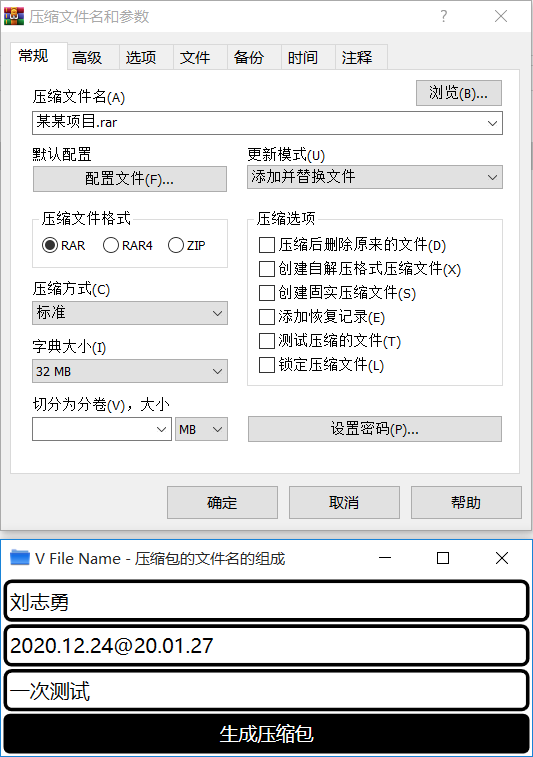 压缩文件名和参数
常规 高级 选项 文件 备份 时间 注释
压缩文件名(A)
浏览(B)...
某某项目.rar
默认配置
配置文件(F)...
更新模式(U)
添加并替换文件
压缩文件格式
RAR RAR4 ZIP
压缩方式(C)
标准
字典大小(I)
32 MB
切分为分卷(V)，大小
MB
压缩选项
压缩后删除原来的文件(D)
创建自解压格式压缩文件(X)
创建固实压缩文件(S)
添加恢复记录(E)
测试压缩的文件(T)
锁定压缩文件(L)
设置密码(P)...
确定 取消 帮助
V File Name - 压缩包的文件名的组成
刘志勇
2020.12.24@20.01.27
一次测试
生成压缩包